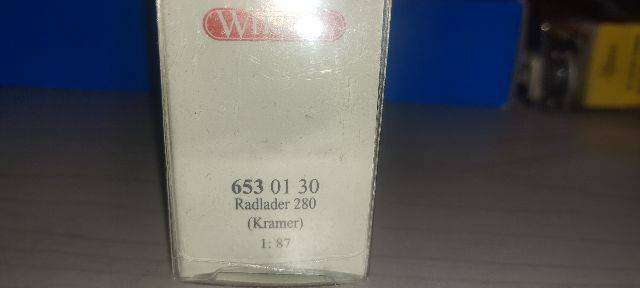 653 01 30
Radlader 280
(Kramer)
1:87